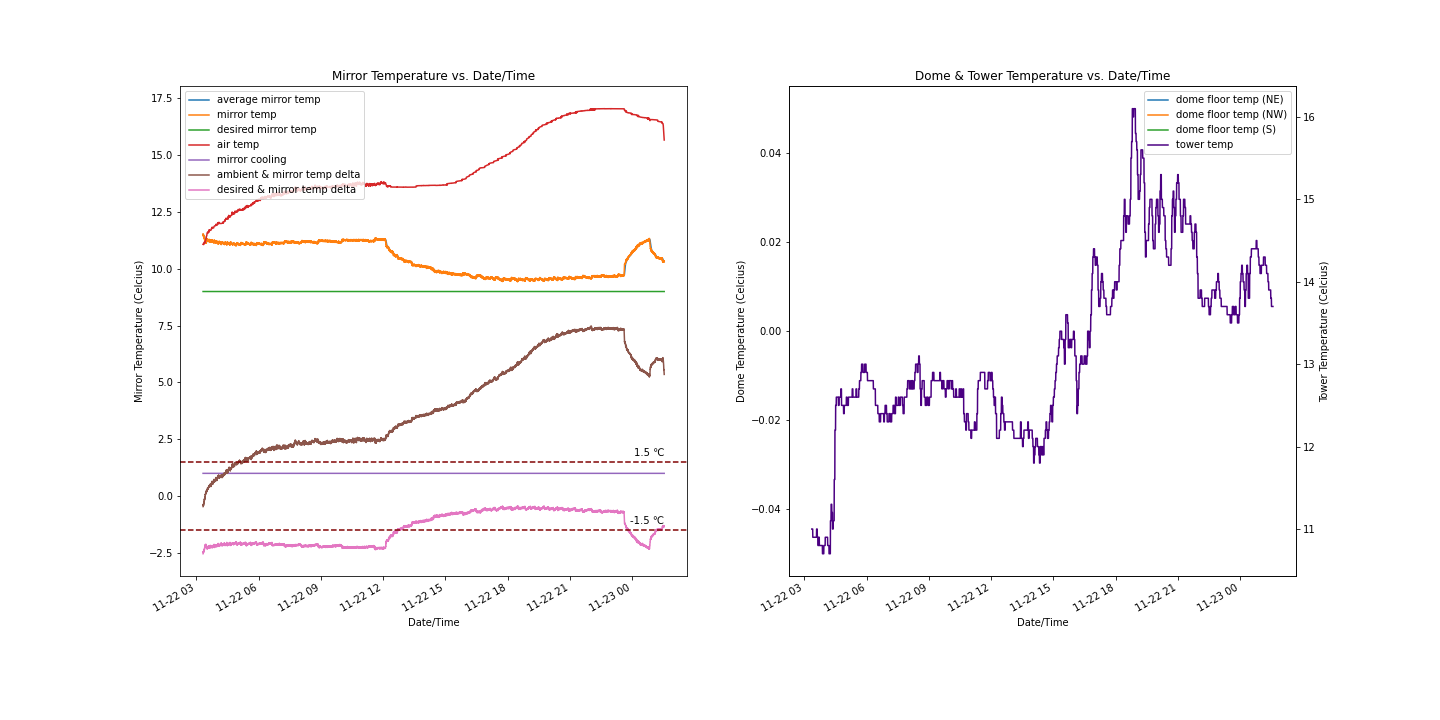 Mirror Temperature vs. Date/Time
Mirror Temperature (Celcius)
17.5
15.0
12.5
10.0
7.5
5.0
2.5
0.0
−2.5
average mirror temp
mirror temp
desired mirror temp
air temp
mirror cooling
ambient & mirror temp delta
desired & mirror temp delta
1.5 °C
-1.5 °C
11-22 03
11-22 06
11-22 09
11-22 12
11-22 15
11-22 18
11-22 21
11-23 00
Date/Time
Dome & Tower Temperature vs. Date/Time
Dome Temperature (Celcius)
0.04
0.02
0.00
−0.02
−0.04
dome floor temp (NE)
dome floor temp (NW)
dome floor temp (S)
tower temp
16
15
14
13
12
11
Tower Temperature (Celcius)
11-22 03
11-22 06
11-22 09
11-22 12
11-22 15
11-22 18
11-22 21
11-23 00
Date/Time